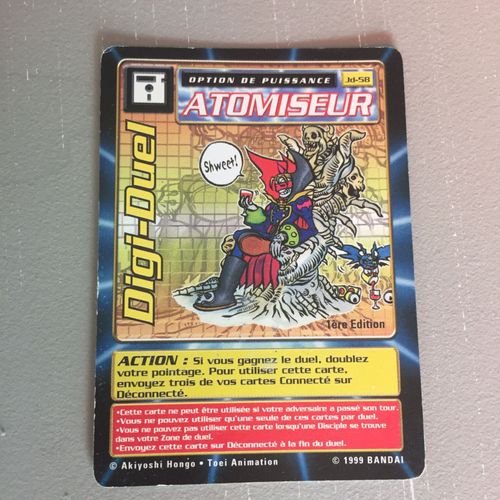 OPTION DE PUISSANCE
Jd-58
ATOMISEUR
Digi-Duel
Shweet!
1ère Edition
ACTION : Si vous gagnez le duel, doublez
votre pointage. Pour utiliser cette carte,
envoyez trois de vos cartes Connecté sur
Déconnecté.
•Cette carte ne peut être utilisée si votre adversaire a passé son tour.
•Vous ne pouvez utiliser qu'une seule de ces cartes par duel.
•Vous ne pouvez pas utiliser cette carte lorsqu'une Disciple se trouve
dans votre Zone de duel.
•Envoyez cette carte sur Déconnecté à la fin du duel.
© Akiyoshi Hongo • Toei Animation
© 1999 BANDAI